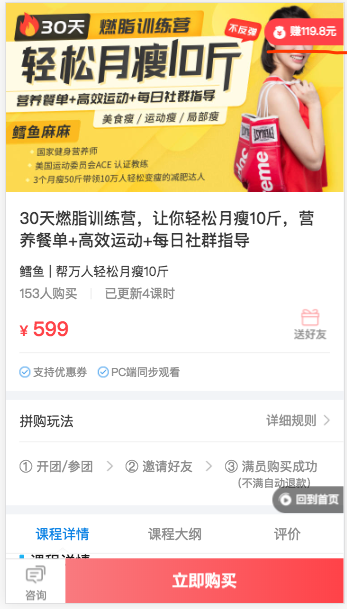 30天 燃脂训练营
不反弹
赚119.8元
轻松月瘦10斤
营养餐单+高效运动+每日社群指导
美食瘦 / 运动瘦 / 局部瘦
鳕鱼麻麻
· 国家健身营养师
· 美国运动委员会ACE 认证教练
· 3个月瘦50斤带领10万人轻松变瘦的减肥达人
30天燃脂训练营，让你轻松月瘦10斤，营
养餐单+高效运动+每日社群指导
鳕鱼 | 帮万人轻松月瘦10斤
153人购买 | 已更新4课时
¥ 599
送好友
支持优惠券 PC端同步观看
拼购玩法 详细规则 >
① 开团/参团 > ② 邀请好友 > ③ 满员购买成功
(不满自动退款)
回到首页
课程详情 课程大纲 评价
课程详情
咨询
立即购买